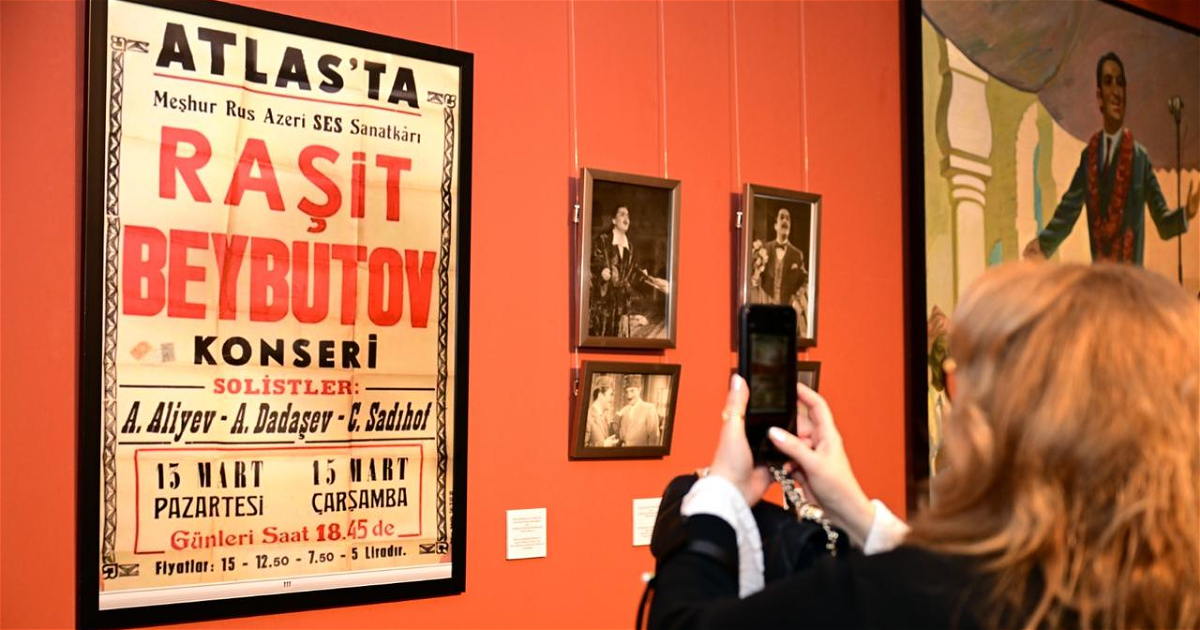 ATLAS'TA
Meşhur Rus Azeri SES Sanatkârı
RAŞİT
BEYBUTOV
KONSERİ
SOLİSTLER:
A. Aliyev - A. Dadaşev - C. Sadıhof
13 MART 15 MART
PAZARTESİ ÇARŞAMBA
Günleri Saat 18.45 de
Fiyatlar: 15 - 12.50 - 7.50 - 5 Liradır.